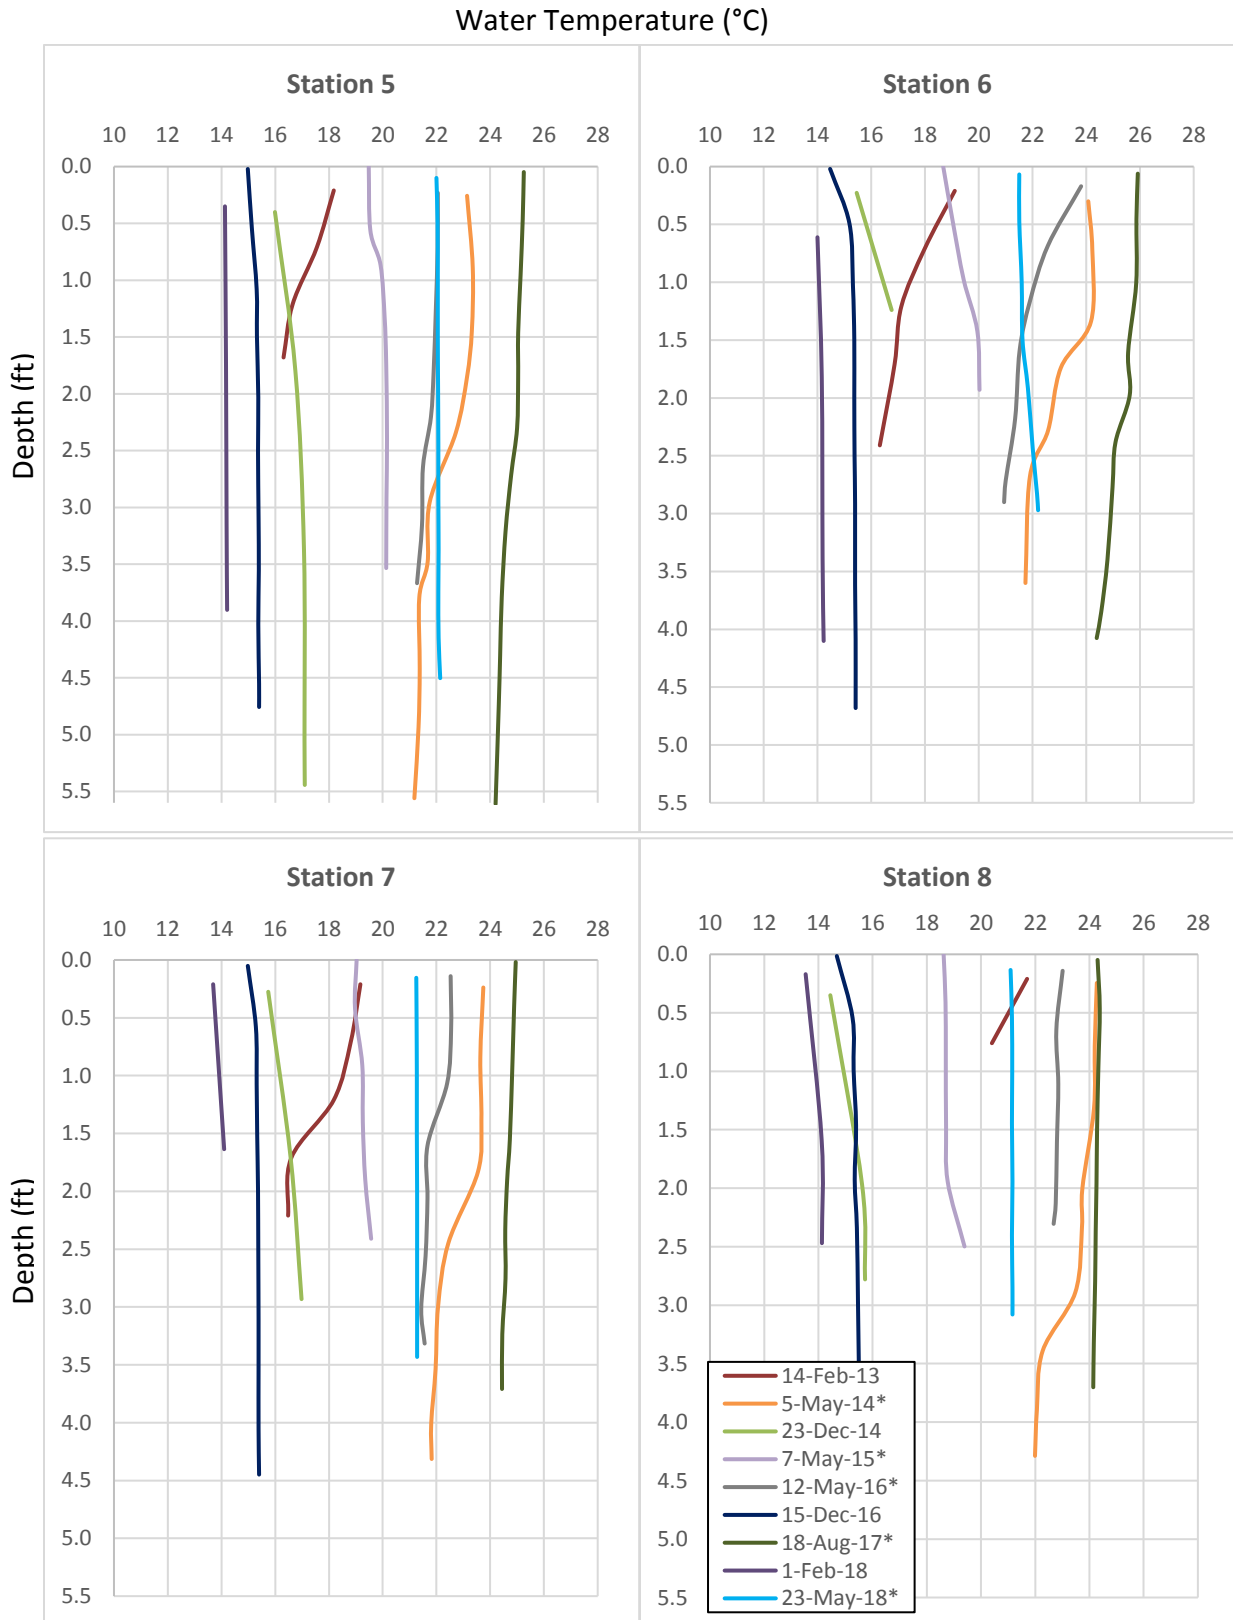 Water Temperature (°C)
Station 5
10 12 14 16 18 20 22 24 26 28
0.0
0.5
1.0
1.5
2.0
2.5
3.0
3.5
4.0
4.5
5.0
5.5
Depth (ft)
Station 6
10 12 14 16 18 20 22 24 26 28
0.0
0.5
1.0
1.5
2.0
2.5
3.0
3.5
4.0
4.5
5.0
5.5
Station 7
10 12 14 16 18 20 22 24 26 28
0.0
0.5
1.0
1.5
2.0
2.5
3.0
3.5
4.0
4.5
5.0
5.5
Depth (ft)
Station 8
10 12 14 16 18 20 22 24 26 28
0.0
0.5
1.0
1.5
2.0
2.5
3.0
3.5
4.0
4.5
5.0
5.5
14-Feb-13
5-May-14*
23-Dec-14
7-May-15*
12-May-16*
15-Dec-16
18-Aug-17*
1-Feb-18
23-May-18*